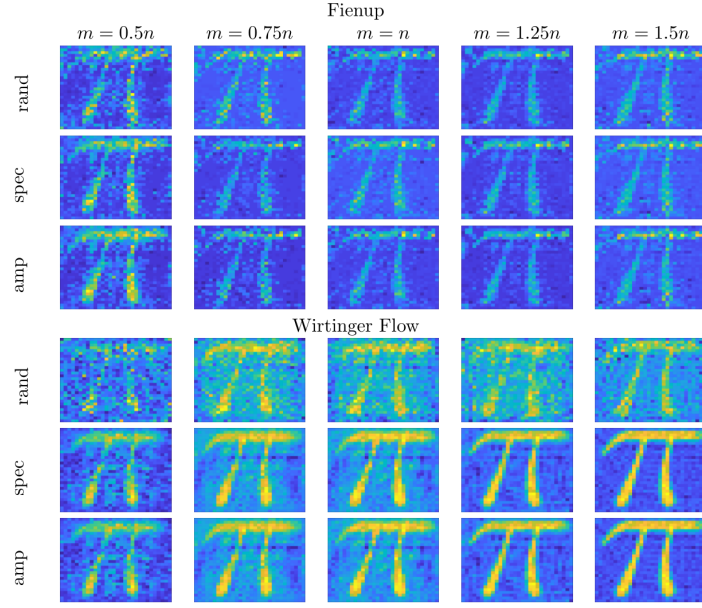 Fienup
m = 0.5n m = 0.75n m = n m = 1.25n m = 1.5n
rand
spec
amp
Wirtinger Flow
rand
spec
amp